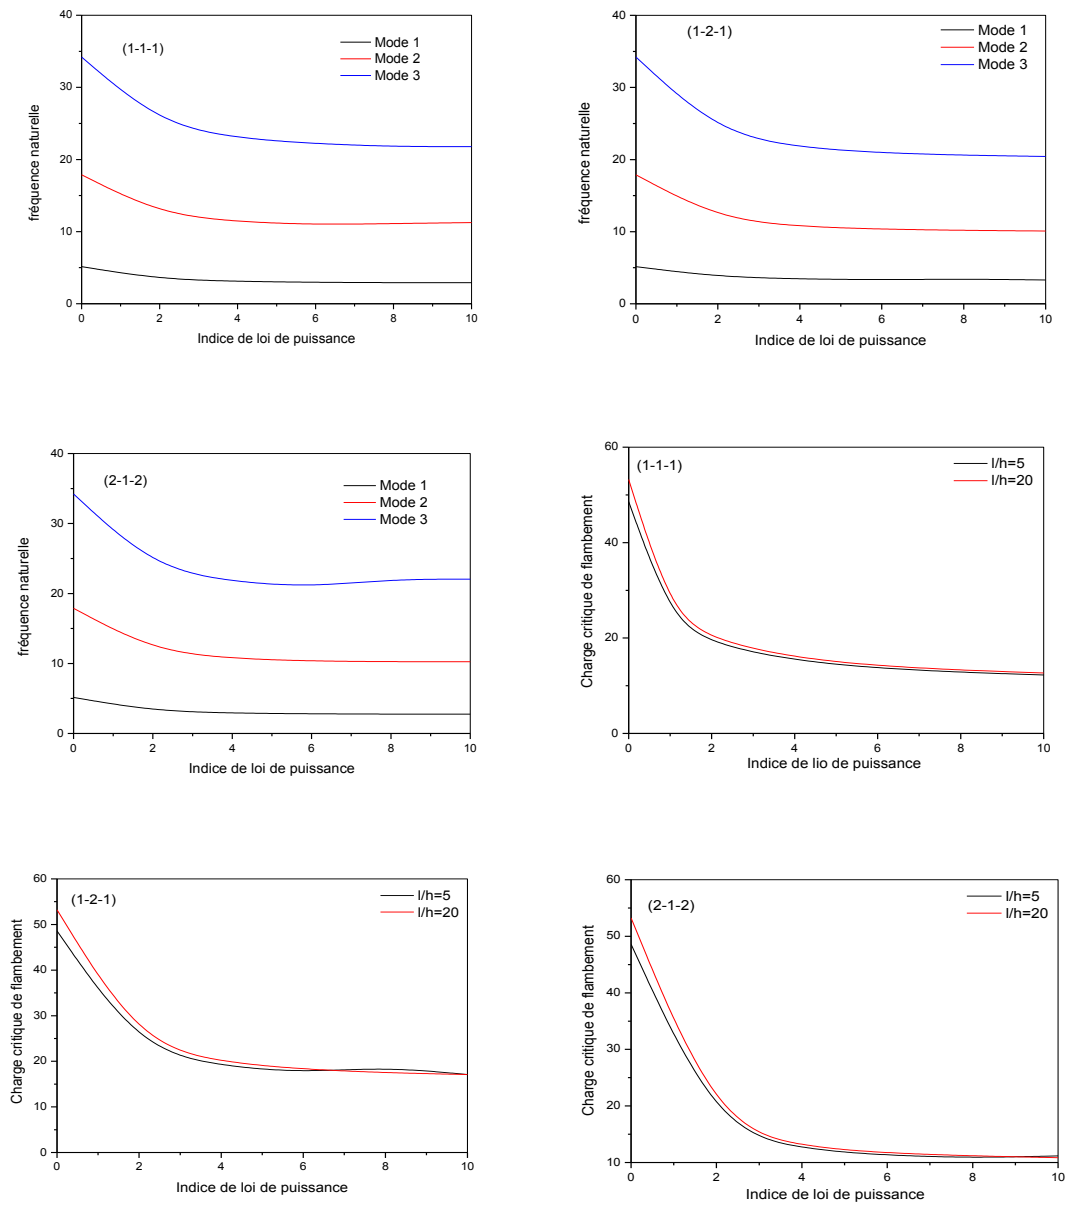 (1-1-1)
Mode 1
Mode 2
Mode 3
fréquence naturelle
40
30
20
10
0
0 2 4 6 8 10
Indice de loi de puissance
(1-2-1)
Mode 1
Mode 2
Mode 3
fréquence naturelle
40
30
20
10
0
0 2 4 6 8 10
Indice de loi de puissance
(2-1-2)
Mode 1
Mode 2
Mode 3
fréquence naturelle
40
30
20
10
0
0 2 4 6 8 10
Indice de loi de puissance
(1-1-1)
l/h=5
l/h=20
Charge critique de flambement
60
40
20
0
0 2 4 6 8 10
Indice de lio de puissance
(1-2-1)
l/h=5
l/h=20
Charge critique de flambement
60
50
40
30
20
10
0
0 2 4 6 8 10
Indice de loi de puissance
(2-1-2)
l/h=5
l/h=20
Charge critique de flambement
60
50
40
30
20
10
0 2 4 6 8 10
Indice de loi de puissance